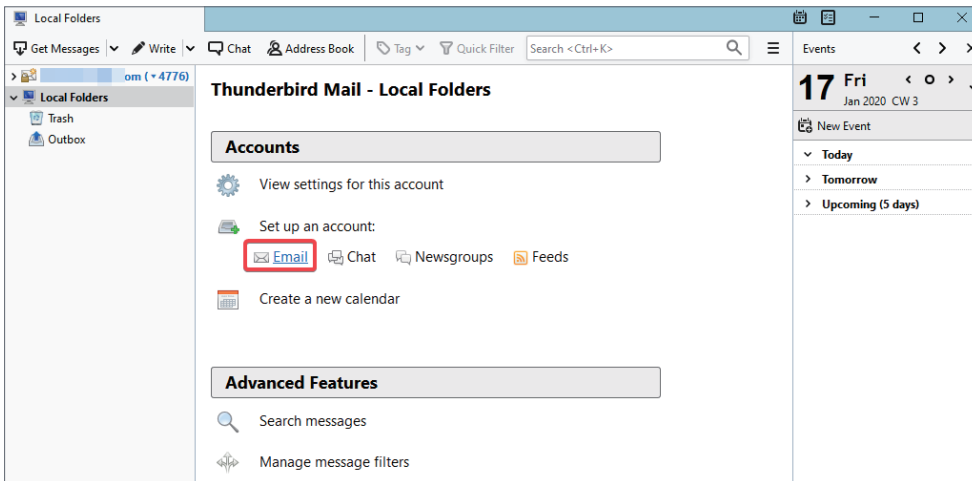 Local Folders
Get Messages Write Chat Address Book Tag Quick Filter Search <Ctrl+K>
om (4776)
Local Folders
Trash
Outbox
Thunderbird Mail - Local Folders
Accounts
View settings for this account
Set up an account:
Email Chat Newsgroups Feeds
Create a new calendar
Advanced Features
Search messages
Manage message filters
Events
17 Fri
Jan 2020 CW 3
New Event
Today
Tomorrow
Upcoming (5 days)